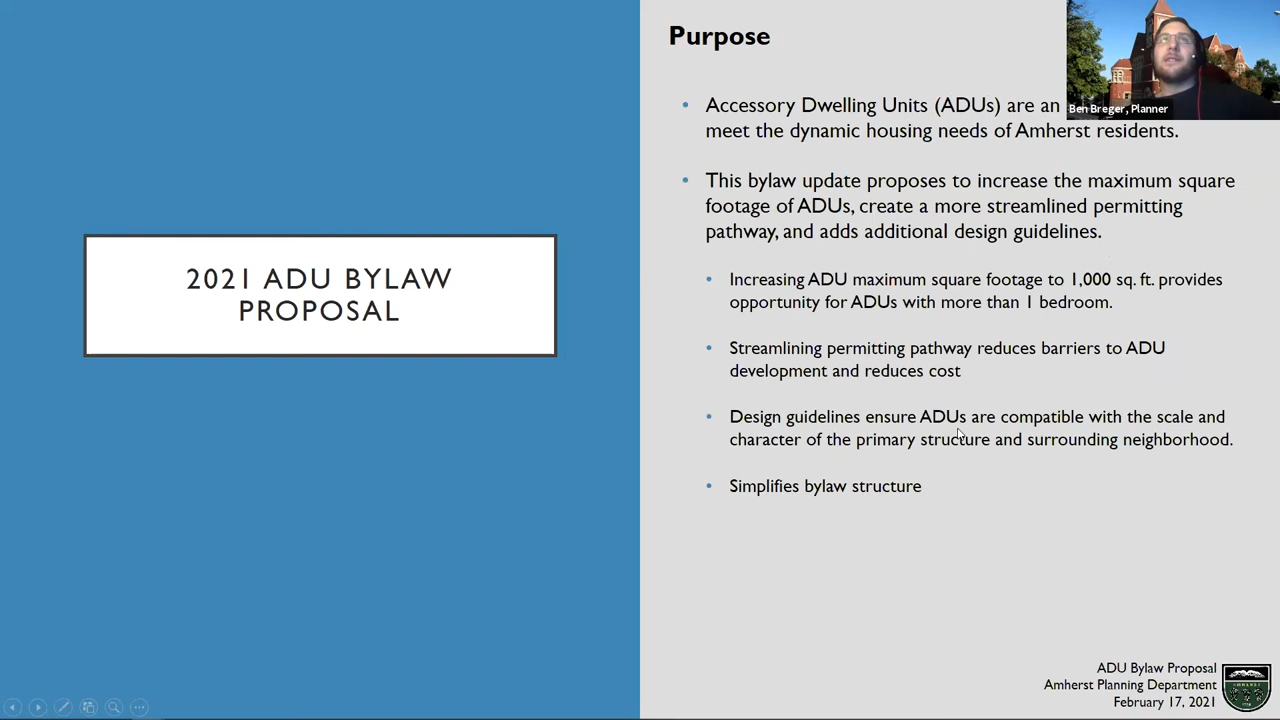 Purpose
Ben Breger, Planner
• Accessory Dwelling Units (ADUs) are an
meet the dynamic housing needs of Amherst residents.
• This bylaw update proposes to increase the maximum square
footage of ADUs, create a more streamlined permitting
pathway, and adds additional design guidelines.
2021 ADU BYLAW
PROPOSAL
• Increasing ADU maximum square footage to 1,000 sq. ft. provides
opportunity for ADUs with more than 1 bedroom.
• Streamlining permitting pathway reduces barriers to ADU
development and reduces cost
• Design guidelines ensure ADUs are compatible with the scale and
character of the primary structure and surrounding neighborhood.
• Simplifies bylaw structure
ADU Bylaw Proposal
Amherst Planning Department
February 17, 2021